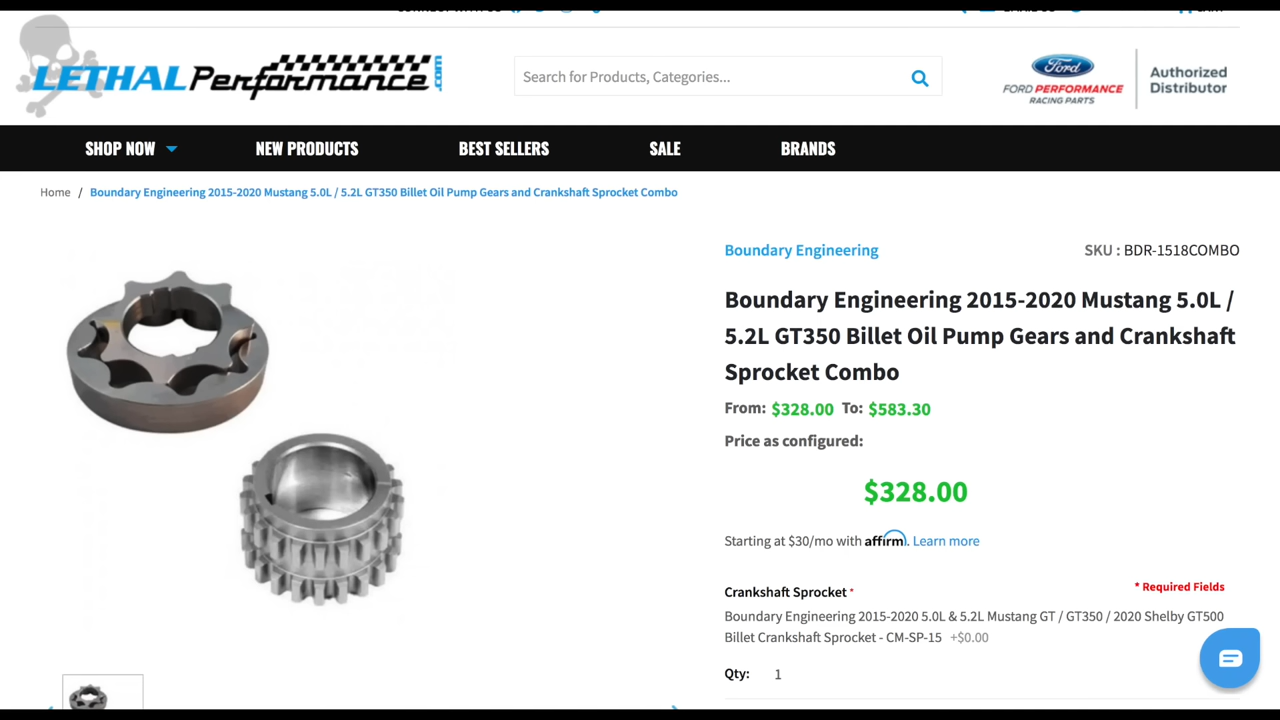 LETHAL Performance.com
Search for Products, Categories...
Ford
FORD PERFORMANCE
RACING PARTS
Authorized
Distributor
SHOP NOW NEW PRODUCTS BEST SELLERS SALE BRANDS
Home / Boundary Engineering 2015-2020 Mustang 5.0L / 5.2L GT350 Billet Oil Pump Gears and Crankshaft Sprocket Combo
Boundary Engineering SKU : BDR-1518COMBO
Boundary Engineering 2015-2020 Mustang 5.0L /
5.2L GT350 Billet Oil Pump Gears and Crankshaft
Sprocket Combo
From: $328.00 To: $583.30
Price as configured:
$328.00
Starting at $30/mo with affirm. Learn more
* Required Fields
Crankshaft Sprocket *
Boundary Engineering 2015-2020 5.0L & 5.2L Mustang GT / GT350 / 2020 Shelby GT500
Billet Crankshaft Sprocket - CM-SP-15 +$0.00
Qty: 1